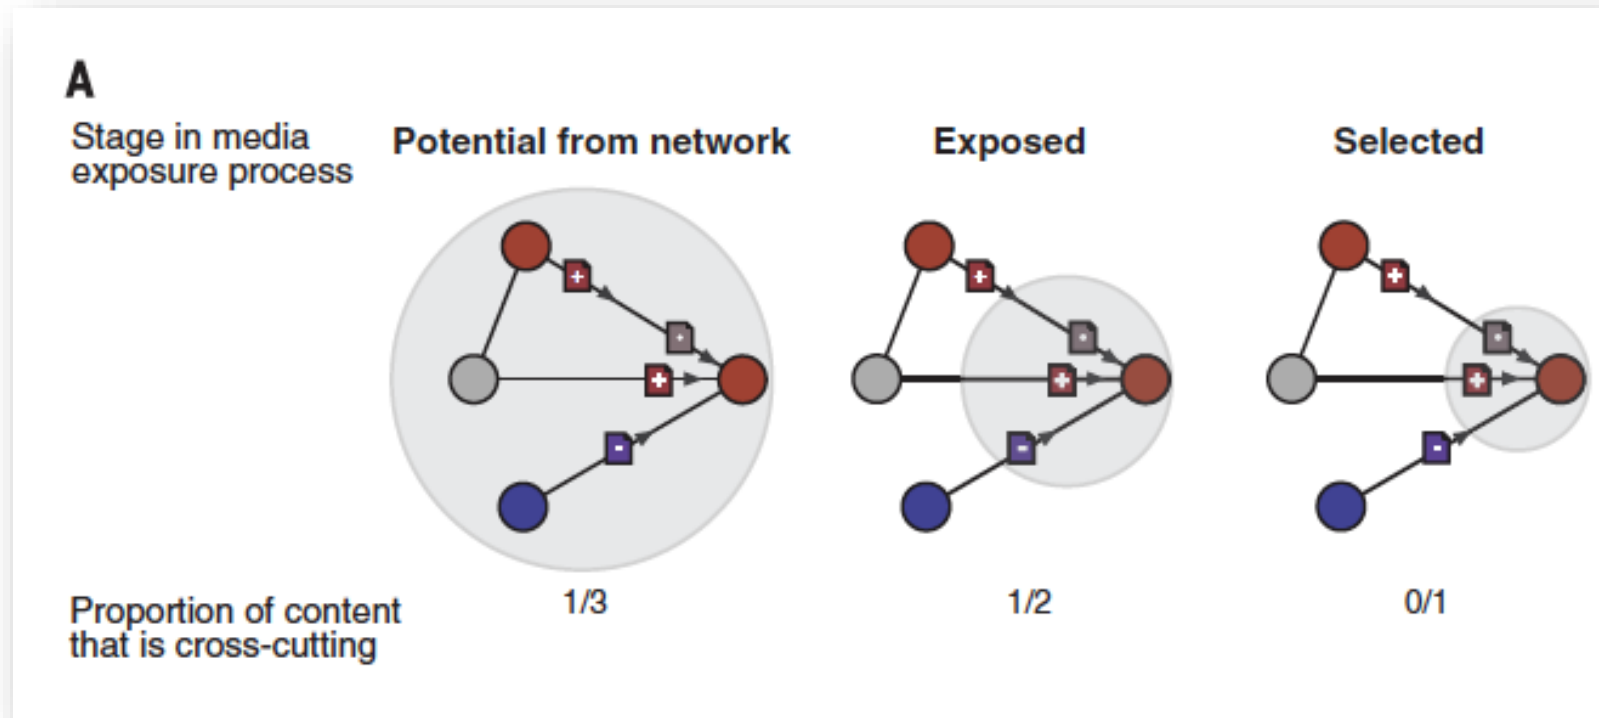 A
Stage in media
exposure process
Potential from network
Exposed
Selected
+
+
+
+
+
+
-
-
-
Proportion of content
that is cross-cutting
1/3
1/2
0/1